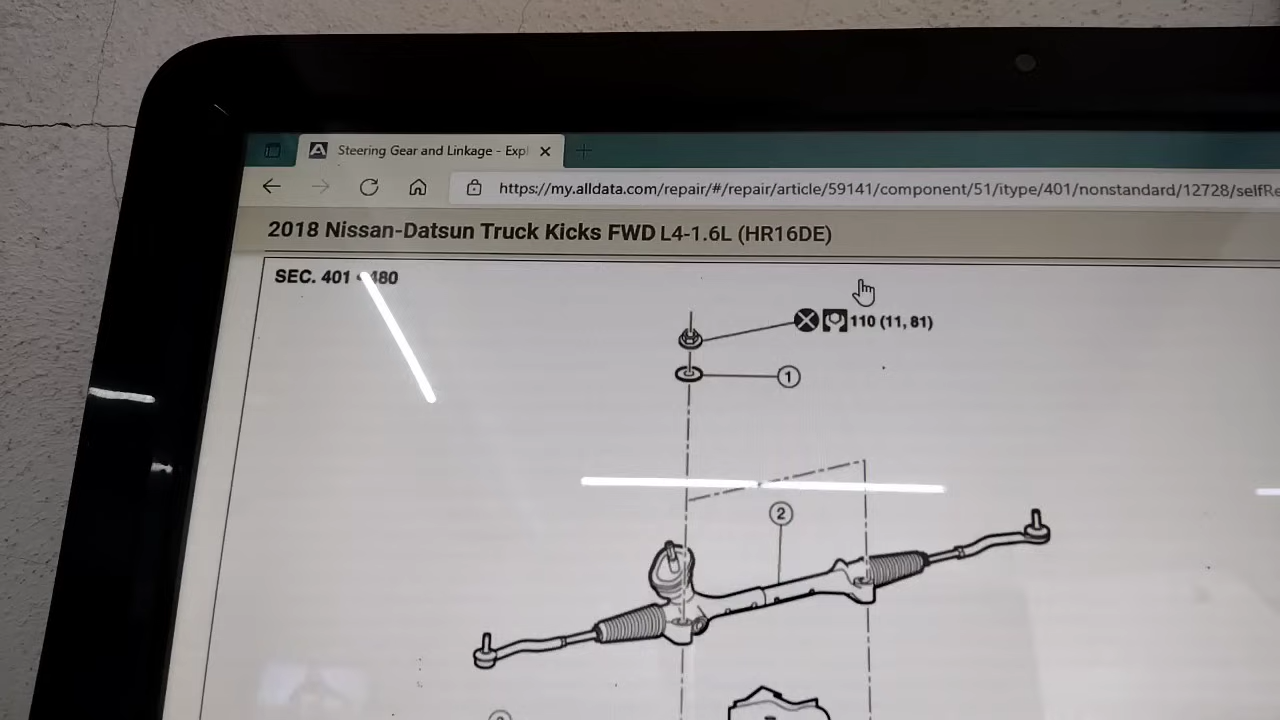 Steering Gear and Linkage - Expl
https://my.alldata.com/repair/#/repair/article/59141/component/51/itype/401/nonstandard/12728/selfRe
2018 Nissan-Datsun Truck Kicks FWD L4-1.6L (HR16DE)
SEC. 401 • 480
110 (11, 81)
1
2